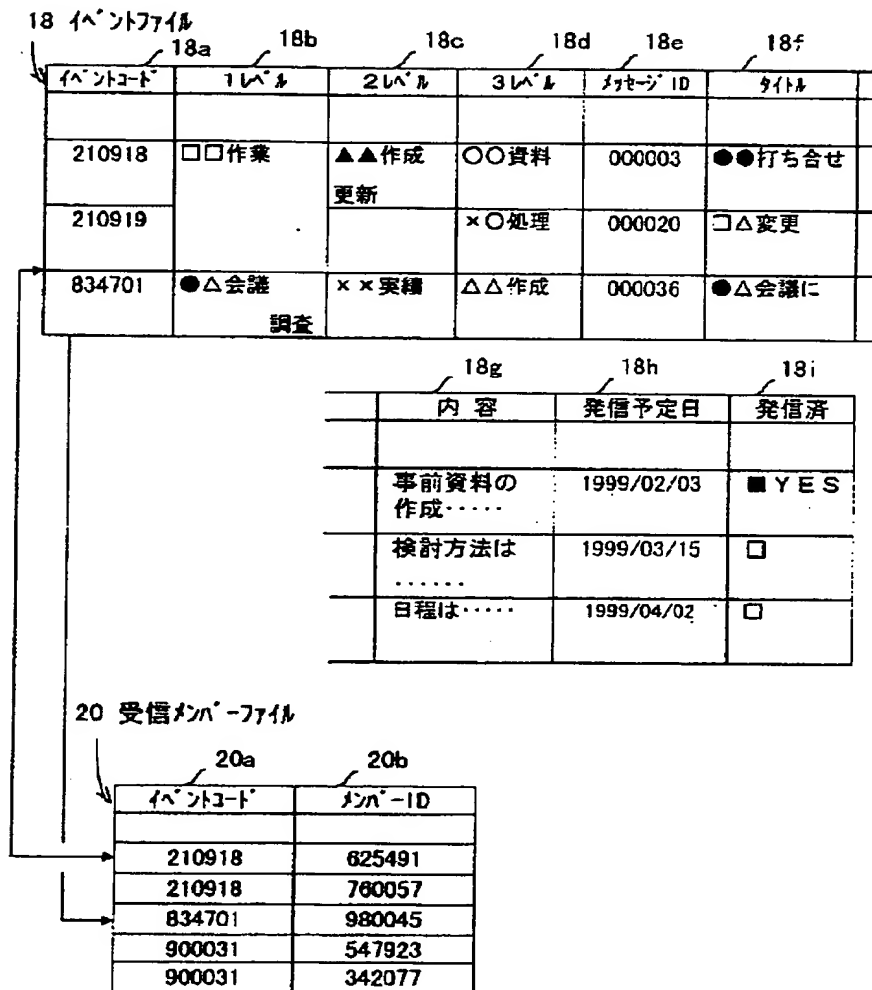 18 イベントファイル
18a 18b 18c 18d 18e 18f
イベントコード 1レベル 2レベル 3レベル メッセージID タイトル
210918 □□作業 ▲▲作成 ○○資料 000003 ●●打ち合せ
更新
210919 ×○処理 000020 □△変更
834701 ●△会議 ××実績 △△作成 000036 ●△会議に
調査
18g 18h 18i
内容 発信予定日 発信済
事前資料の 1999/02/03 ■YES
作成‥‥‥
検討方法は 1999/03/15 □
‥‥‥
日程は‥‥‥ 1999/04/02 □
20 受信メンバーファイル
20a 20b
イベントコード メンバーID
210918 625491
210918 760057
834701 980045
900031 547923
900031 342077